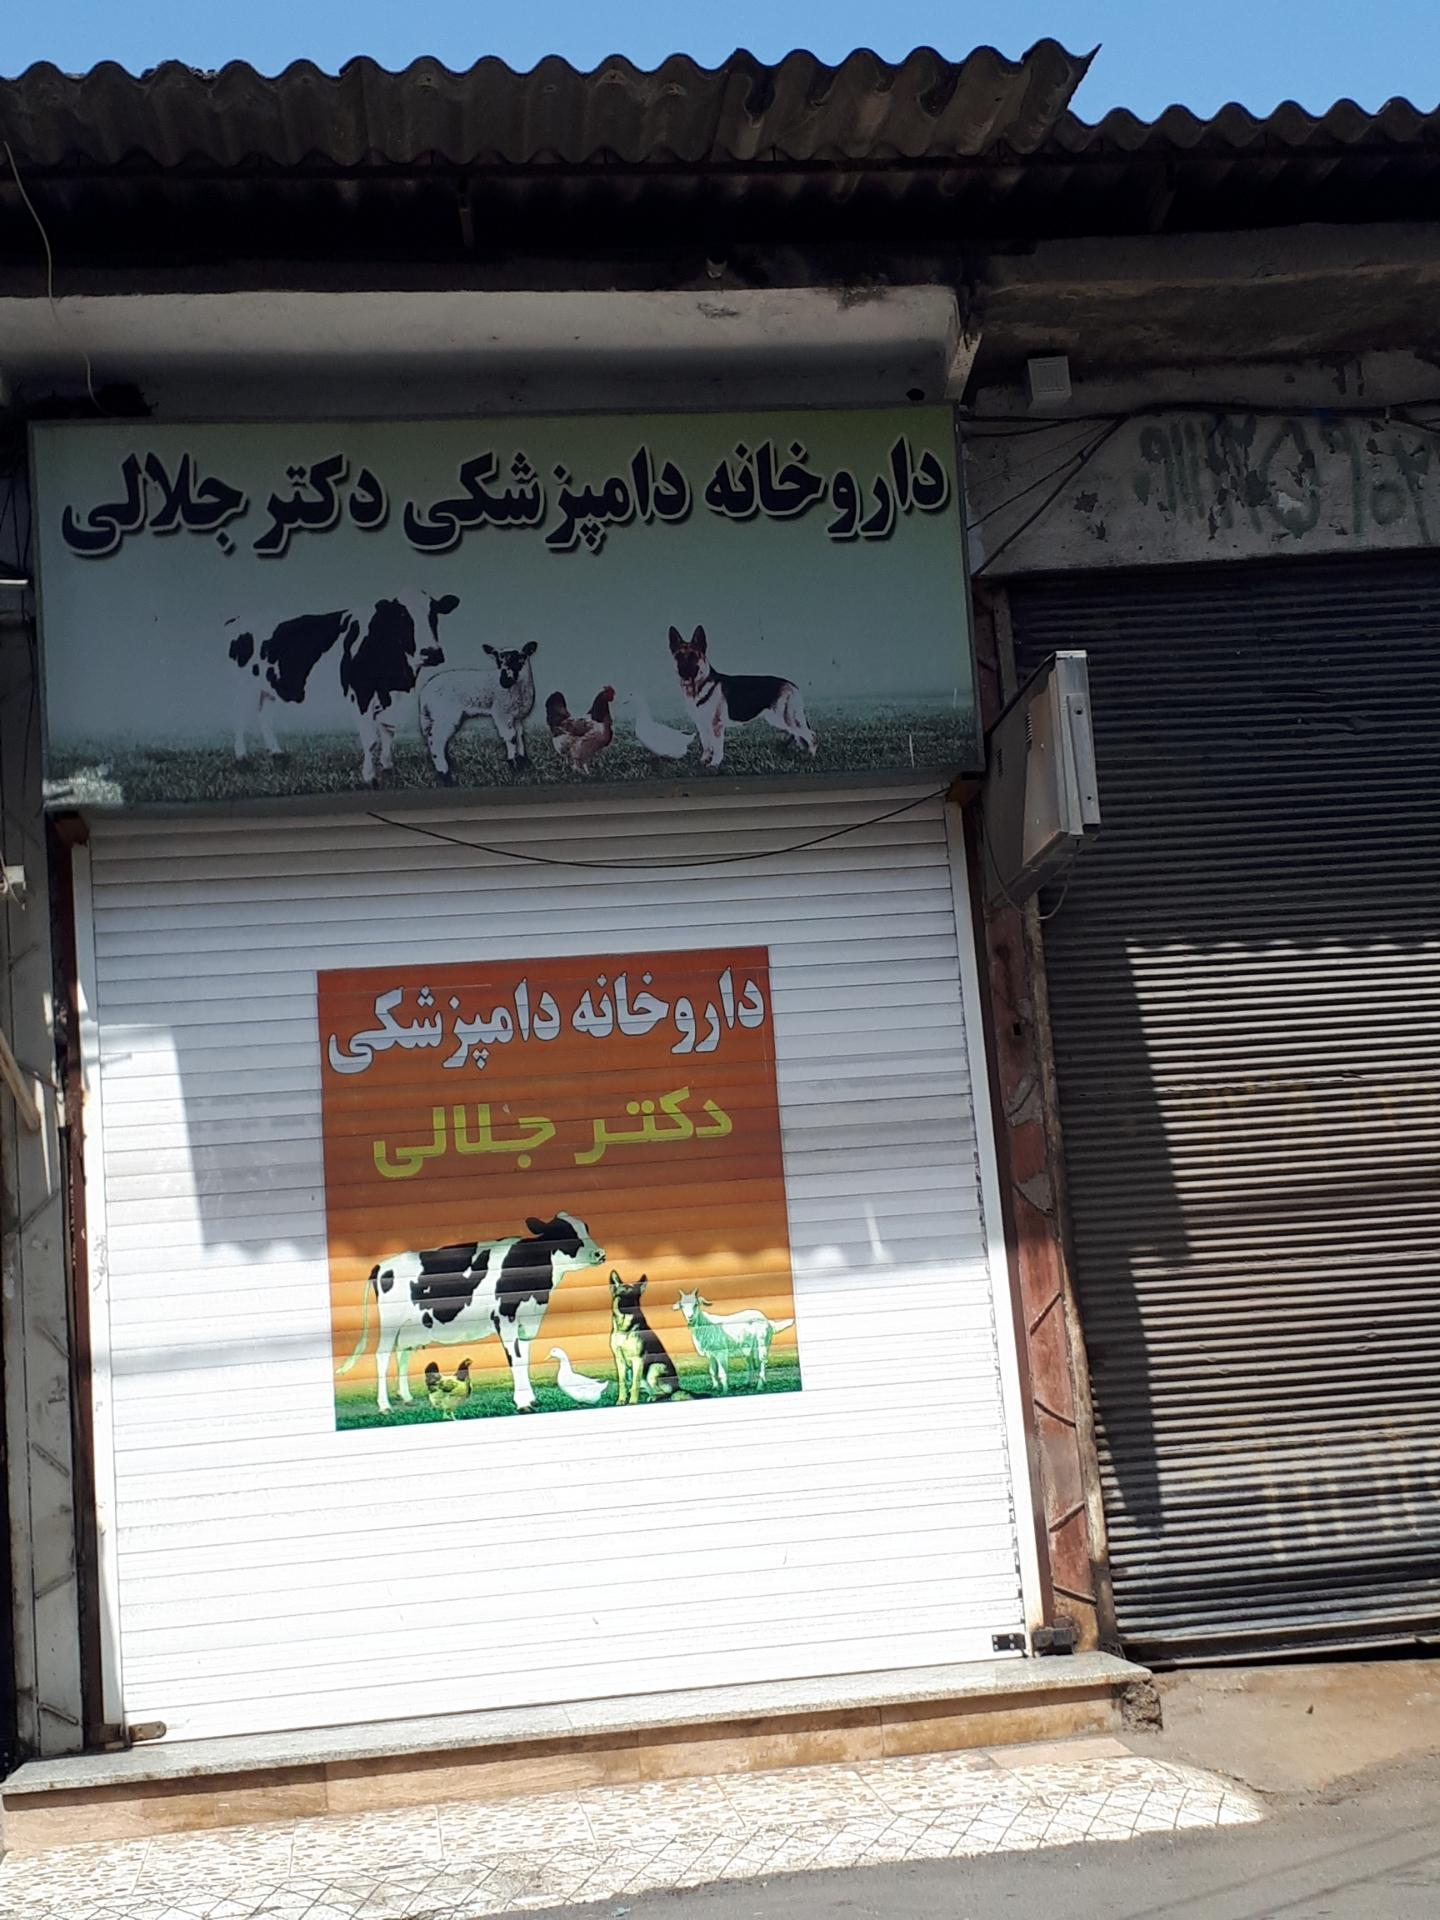 داروخانه دامپزشکی دکتر جلالی
داروخانه دامپزشکی
دکتر جلالی